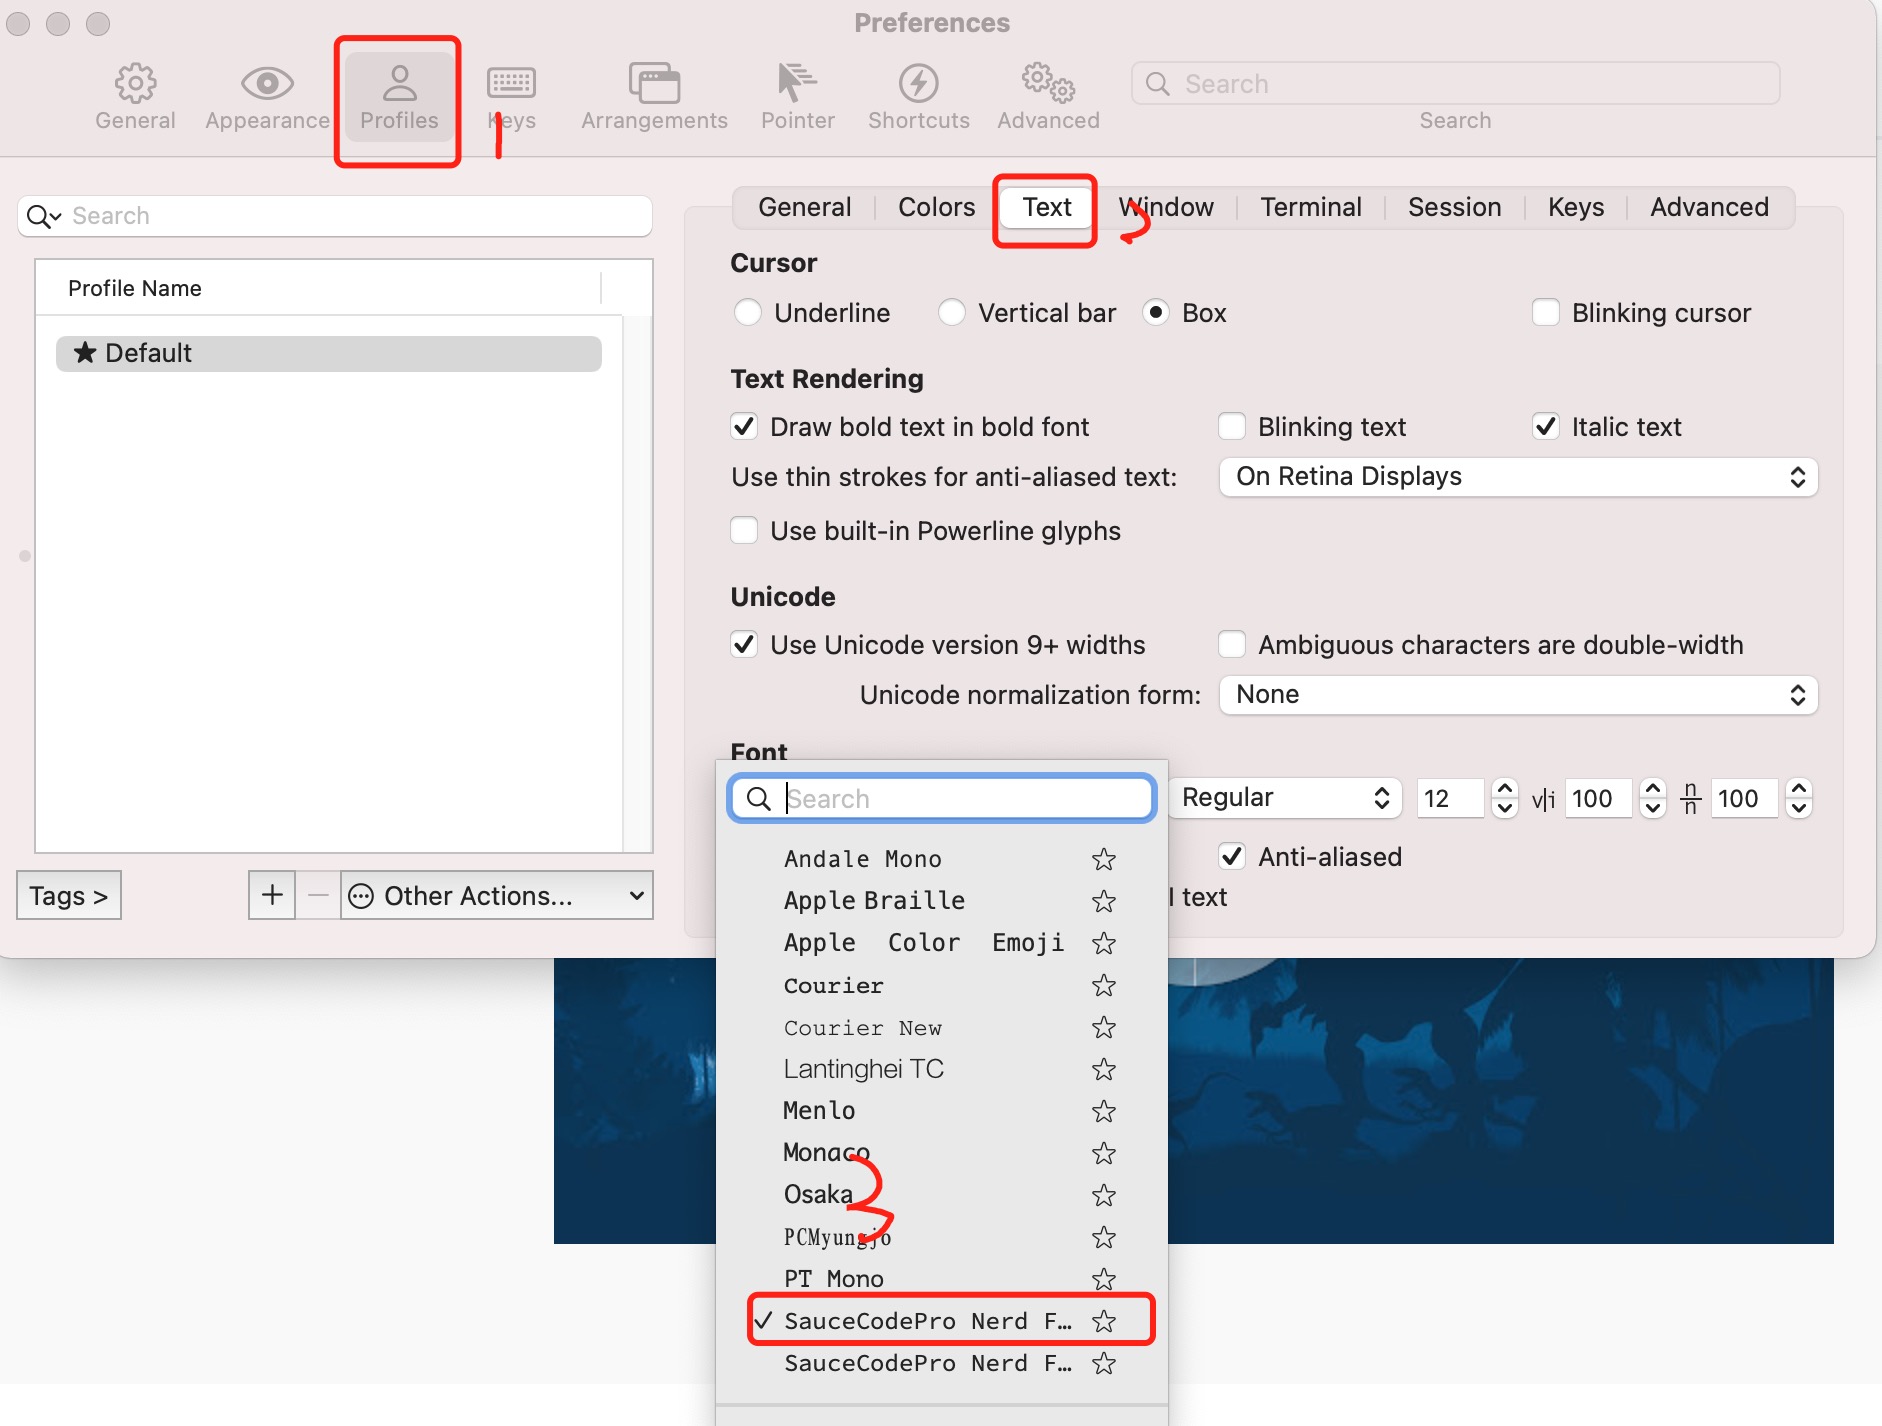 Preferences
General Appearance Profiles Keys Arrangements Pointer Shortcuts Advanced Search
Search
1
Search
General Colors Text Window Terminal Session Keys Advanced
2
Profile Name
★ Default
Tags >
+ − Other Actions...
Cursor
Underline Vertical bar Box Blinking cursor
Text Rendering
Draw bold text in bold font Blinking text Italic text
Use thin strokes for anti-aliased text: On Retina Displays
Use built-in Powerline glyphs
Unicode
Use Unicode version 9+ widths Ambiguous characters are double-width
Unicode normalization form: None
Font
Search
Regular 12 v|i 100 n/n 100
Anti-aliased
l text
Andale Mono
Apple Braille
Apple Color Emoji
Courier
Courier New
Lantinghei TC
Menlo
Monaco
Osaka
3
PCMyungjo
PT Mono
✓ SauceCodePro Nerd F…
SauceCodePro Nerd F…